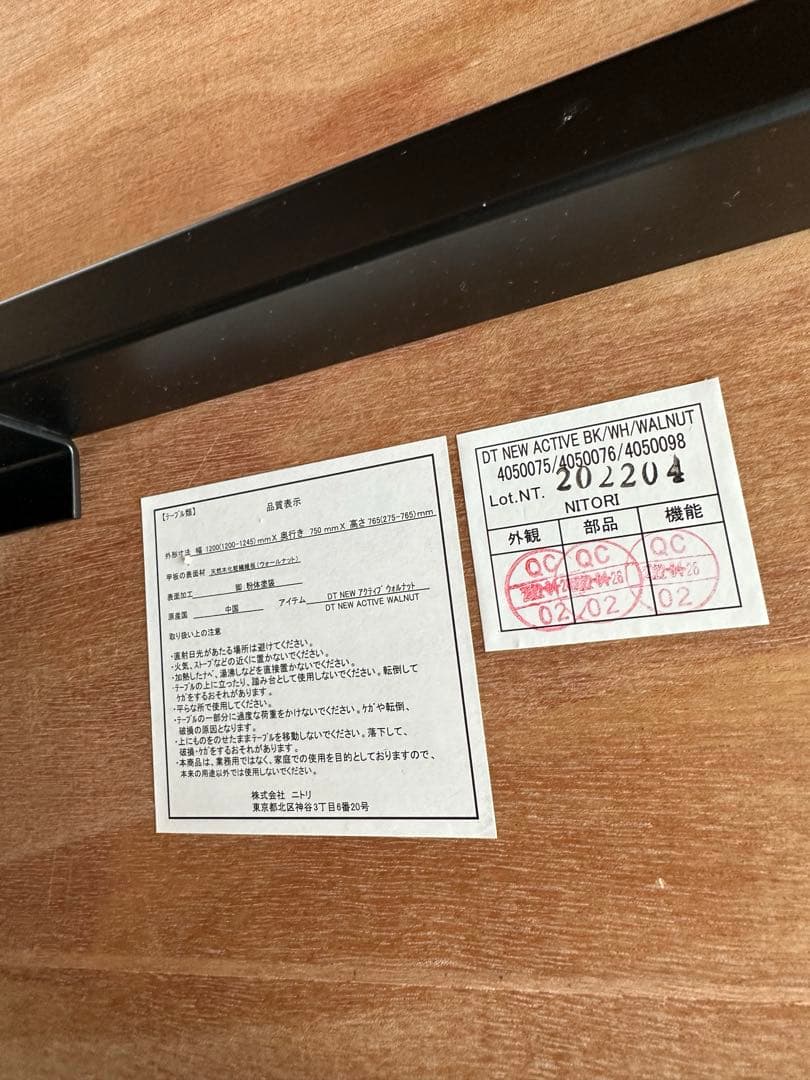 【テーブル類】 品質表示
外形寸法 幅 1200(1200-1245)mm X 奥行き 750 mm X 高さ 765(275-765)mm
甲板の表面材 天然木化粧繊維板(ウォールナット)
表面加工 脚 粉体塗装
原産国 中国 アイテム DT NEW アクティブ ウォルナット
DT NEW ACTIVE WALNUT
取り扱い上の注意
・直射日光があたる場所は避けてください。
・火気、ストーブなどの近くに置かないでください。
・加熱したナベ、湯沸しなどを直接置かないでください。
・テーブルの上に立ったり、踏み台として使用しないでください。転倒して
ケガをするおそれがあります。
・平らな所で使用してください。
・テーブルの一部分に過度な荷重をかけないでください。ケガや転倒、
破損の原因となります。
・上にものをのせたままテーブルを移動しないでください。落下して、
破損・ケガをするおそれがあります。
・本商品は、業務用ではなく、家庭での使用を目的としておりますので、
本来の用途以外では使用しないでください。
株式会社 ニトリ
東京都北区神谷3丁目6番20号
DT NEW ACTIVE BK/WH/WALNUT
4050075/4050076/4050098
Lot.NT. 202204
NITORI
外観 部品 機能
QC QC QC
02 02 02